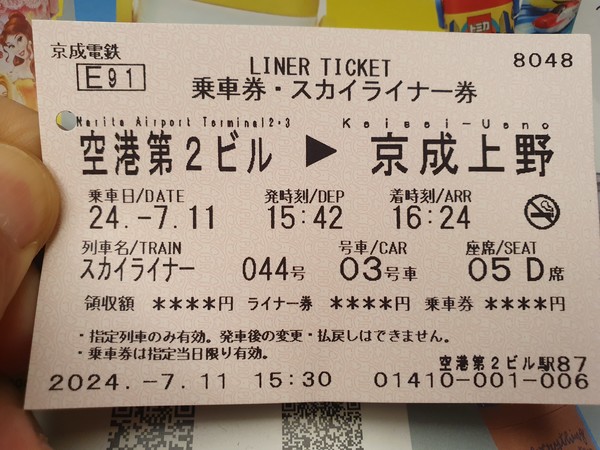 トミカ
京成電鉄
E91
LINER TICKET
8048
乗車券・スカイライナー券
Narita Airport Terminal2・3 Keisei-Ueno
空港第2ビル ▶ 京成上野
乗車日/DATE 発時刻/DEP 着時刻/ARR
24.-7.11 15:42 16:24
列車名/TRAIN 号車/CAR 座席/SEAT
スカイライナー 044号 03号車 05 D席
領収額 ****円 ライナー券 ****円 乗車券 ****円
・指定列車のみ有効。発車後の変更・払戻しはできません。
・乗車券は指定当日限り有効。
空港第2ビル駅87
2024.-7.11 15:30 01410-001-006